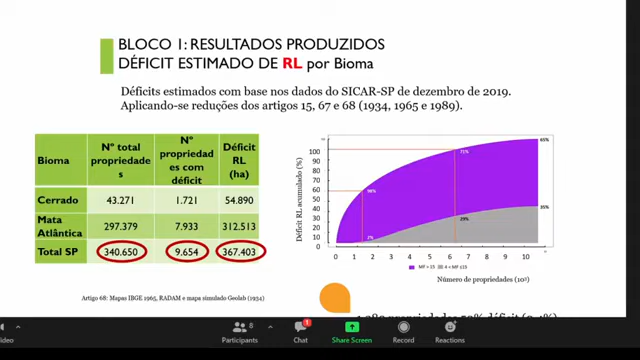 BLOCO 1: RESULTADOS PRODUZIDOS
DÉFICIT ESTIMADO DE RL por Bioma
Déficits estimados com base nos dados do SICAR-SP de dezembro de 2019.
Aplicando-se reduções dos artigos 15, 67 e 68 (1934, 1965 e 1989).
Bioma
Nº total
propriedade
s
Nº
propriedad
es com
déficit
Déficit
RL
(ha)
Cerrado 43.271 1.721 54.890
Mata
Atlântica 297.379 7.933 312.513
Total SP 340.650 9.654 367.403
Artigo 68: Mapas IBGE 1965, RADAM e mapa simulado Geolab (1934)
Déficit RL acumulado (%)
100
90
80
70
60
50
40
30
20
10
0
65%
71%
2%
29%
35%
0 1 2 3 4 5 6 7 8 9 10
Número de propriedades (10³)
Video
Participants
8
Chat
1
Share Screen
Record
Reactions